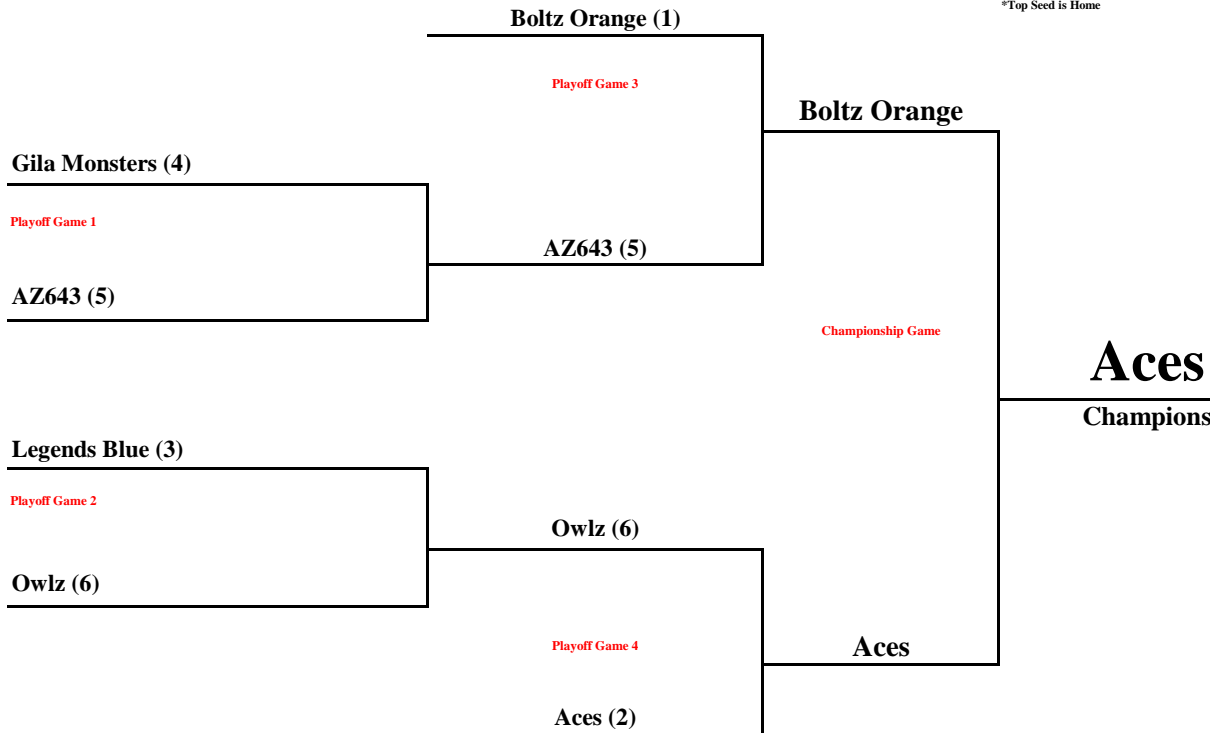 *Top Seed is Home
Boltz Orange (1)
Playoff Game 3
Boltz Orange
Gila Monsters (4)
Playoff Game 1
AZ643 (5)
AZ643 (5)
Championship Game
Aces
Champions
Legends Blue (3)
Playoff Game 2
Owlz (6)
Owlz (6)
Playoff Game 4
Aces
Aces (2)